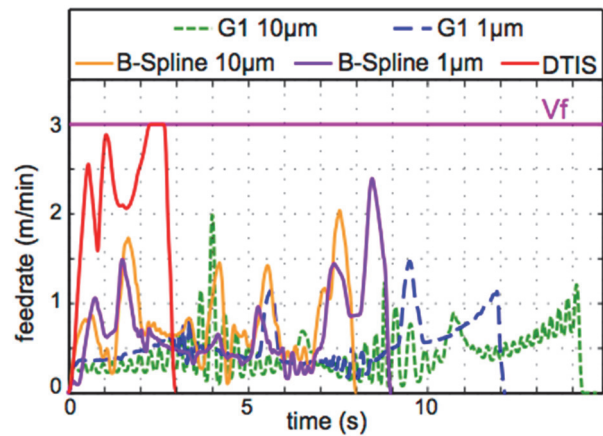 G1 10µm G1 1µm
B-Spline 10µm B-Spline 1µm DTIS
Vf
feedrate (m/min)
3
2
1
0
0 5 10
time (s)